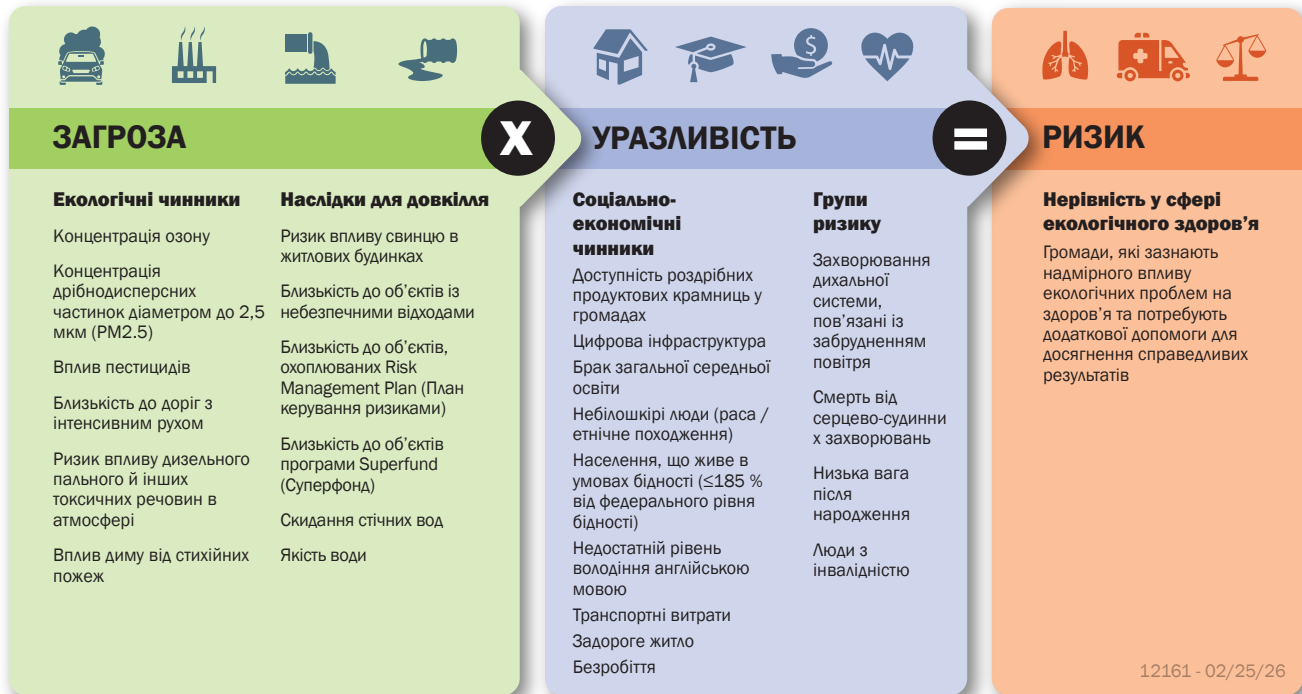 ЗАГРОЗА
X
УРАЗЛИВІСТЬ
=
РИЗИК
Екологічні чинники
Концентрація озону
Концентрація
дрібнодисперсних
частинок діаметром до 2,5
мкм (PM2.5)
Вплив пестицидів
Близькість до доріг з
інтенсивним рухом
Ризик впливу дизельного
пального й інших
токсичних речовин в
атмосфері
Вплив диму від стихійних
пожеж
Наслідки для довкілля
Ризик впливу свинцю в
житлових будинках
Близькість до об’єктів із
небезпечними відходами
Близькість до об’єктів,
охоплюваних Risk
Management Plan (План
керування ризиками)
Близькість до об’єктів
програми Superfund
(Суперфонд)
Скидання стічних вод
Якість води
Соціально-
економічні
чинники
Доступність роздрібних
продуктових крамниць у
громадах
Цифрова інфраструктура
Брак загальної середньої
освіти
Небілошкірі люди (раса /
етнічне походження)
Населення, що живе в
умовах бідності (≤185 %
від федерального рівня
бідності)
Недостатній рівень
володіння англійською
мовою
Транспортні витрати
Задороге житло
Безробіття
Групи
ризику
Захворювання
дихальної
системи,
пов’язані із
забрудненням
повітря
Смерть від
серцево-судинни
х захворювань
Низька вага
після
народження
Люди з
інвалідністю
Нерівність у сфері
екологічного здоров’я
Громади, які зазнають
надмірного впливу
екологічних проблем на
здоров’я та потребують
додаткової допомоги для
досягнення справедливих
результатів
12161 - 02/25/26